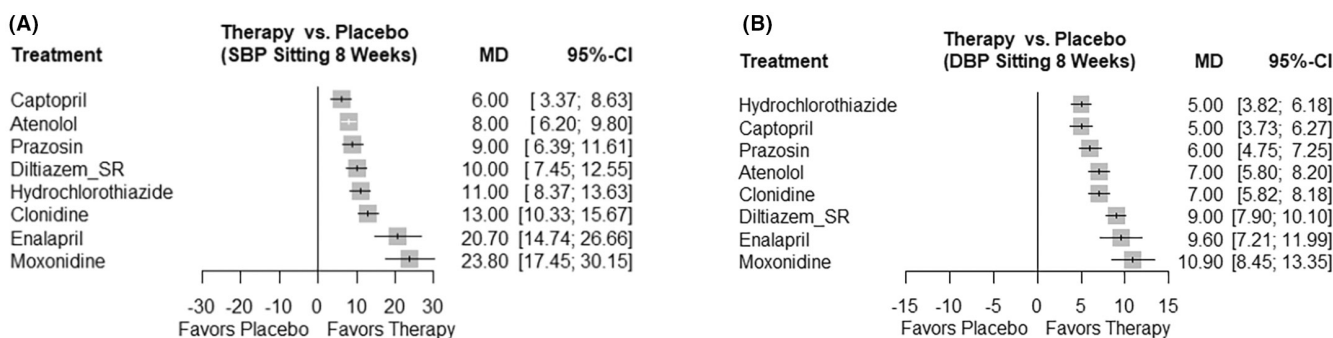 (A)
Therapy vs. Placebo
Treatment (SBP Sitting 8 Weeks) MD 95%-CI
Captopril 6.00 [ 3.37; 8.63]
Atenolol 8.00 [ 6.20; 9.80]
Prazosin 9.00 [ 6.39; 11.61]
Diltiazem_SR 10.00 [ 7.45; 12.55]
Hydrochlorothiazide 11.00 [ 8.37; 13.63]
Clonidine 13.00 [10.33; 15.67]
Enalapril 20.70 [14.74; 26.66]
Moxonidine 23.80 [17.45; 30.15]
-30 -20 -10 0 10 20 30
Favors Placebo Favors Therapy
(B)
Therapy vs. Placebo
Treatment (DBP Sitting 8 Weeks) MD 95%-CI
Hydrochlorothiazide 5.00 [3.82; 6.18]
Captopril 5.00 [3.73; 6.27]
Prazosin 6.00 [4.75; 7.25]
Atenolol 7.00 [5.80; 8.20]
Clonidine 7.00 [5.82; 8.18]
Diltiazem_SR 9.00 [7.90; 10.10]
Enalapril 9.60 [7.21; 11.99]
Moxonidine 10.90 [8.45; 13.35]
-15 -10 -5 0 5 10 15
Favors Placebo Favors Therapy